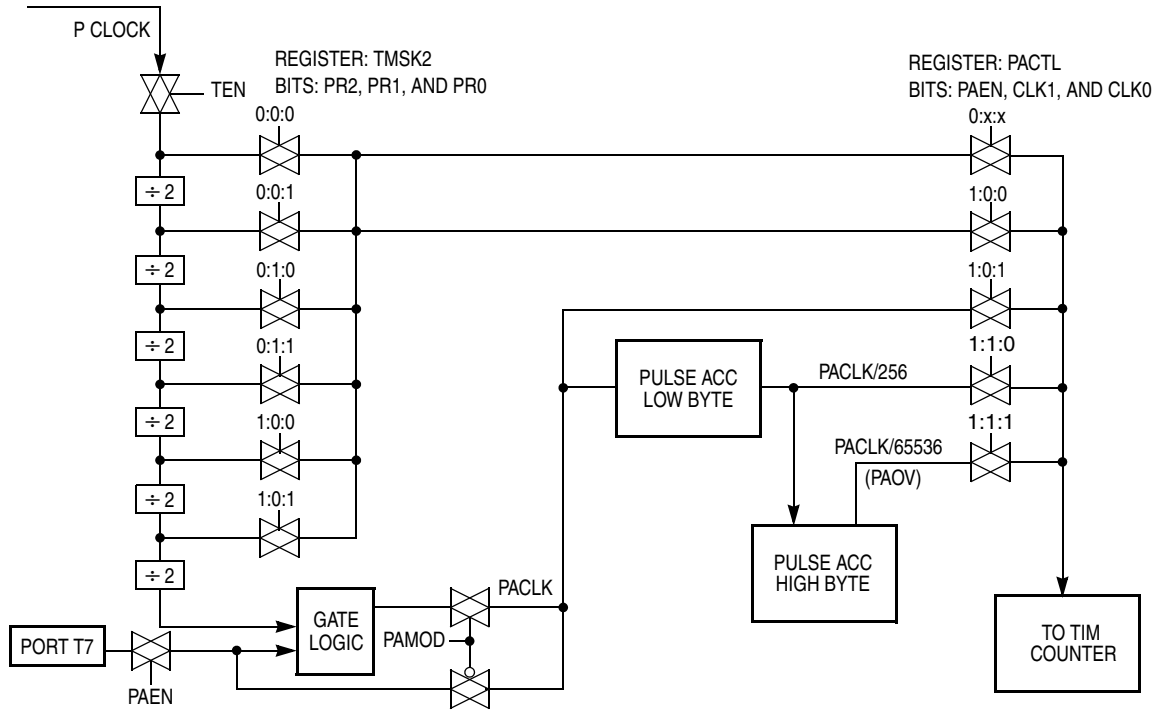 P CLOCK
TEN
REGISTER: TMSK2
BITS: PR2, PR1, AND PR0
REGISTER: PACTL
BITS: PAEN, CLK1, AND CLK0
0:0:0
0:x:x
÷ 2
0:0:1
1:0:0
÷ 2
0:1:0
1:0:1
÷ 2
0:1:1
1:1:0
PULSE ACC
LOW BYTE
PACLK/256
÷ 2
1:0:0
1:1:1
PACLK/65536
(PAOV)
÷ 2
1:0:1
÷ 2
PULSE ACC
HIGH BYTE
PACLK
GATE
LOGIC
PAMOD
PORT T7
PAEN
TO TIM
COUNTER